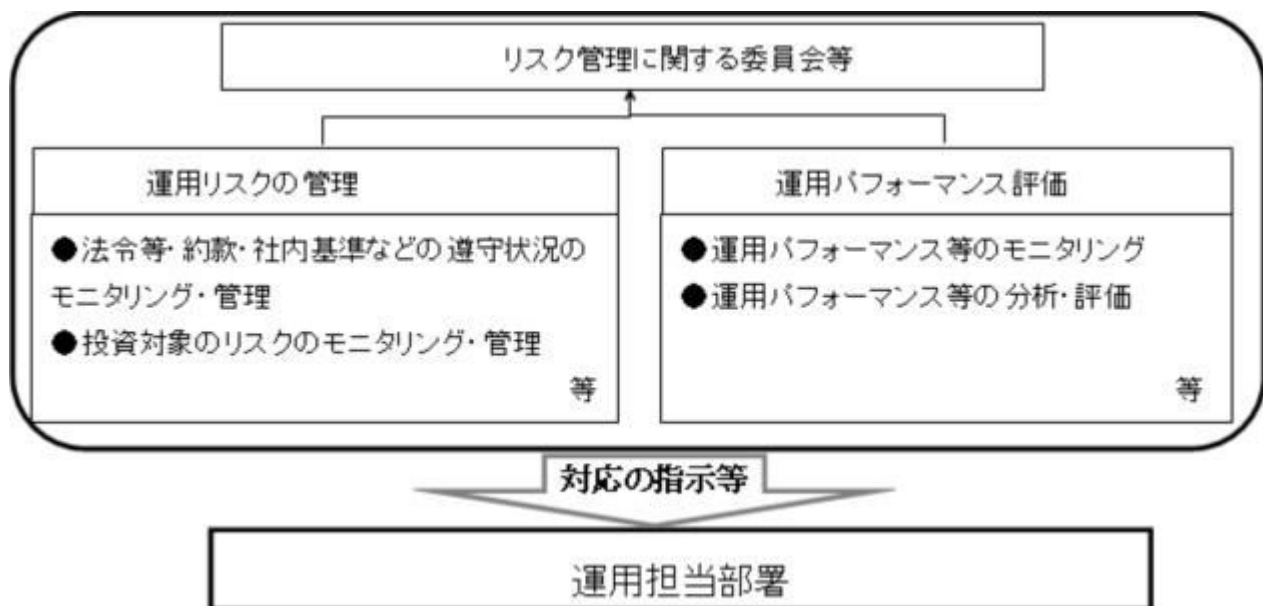 リスク管理に関する委員会等
運用リスクの管理
●法令等・約款・社内基準などの遵守状況の
モニタリング・管理
●投資対象のリスクのモニタリング・管理
等
運用パフォーマンス評価
●運用パフォーマンス等のモニタリング
●運用パフォーマンス等の分析・評価
等
対応の指示等
運用担当部署